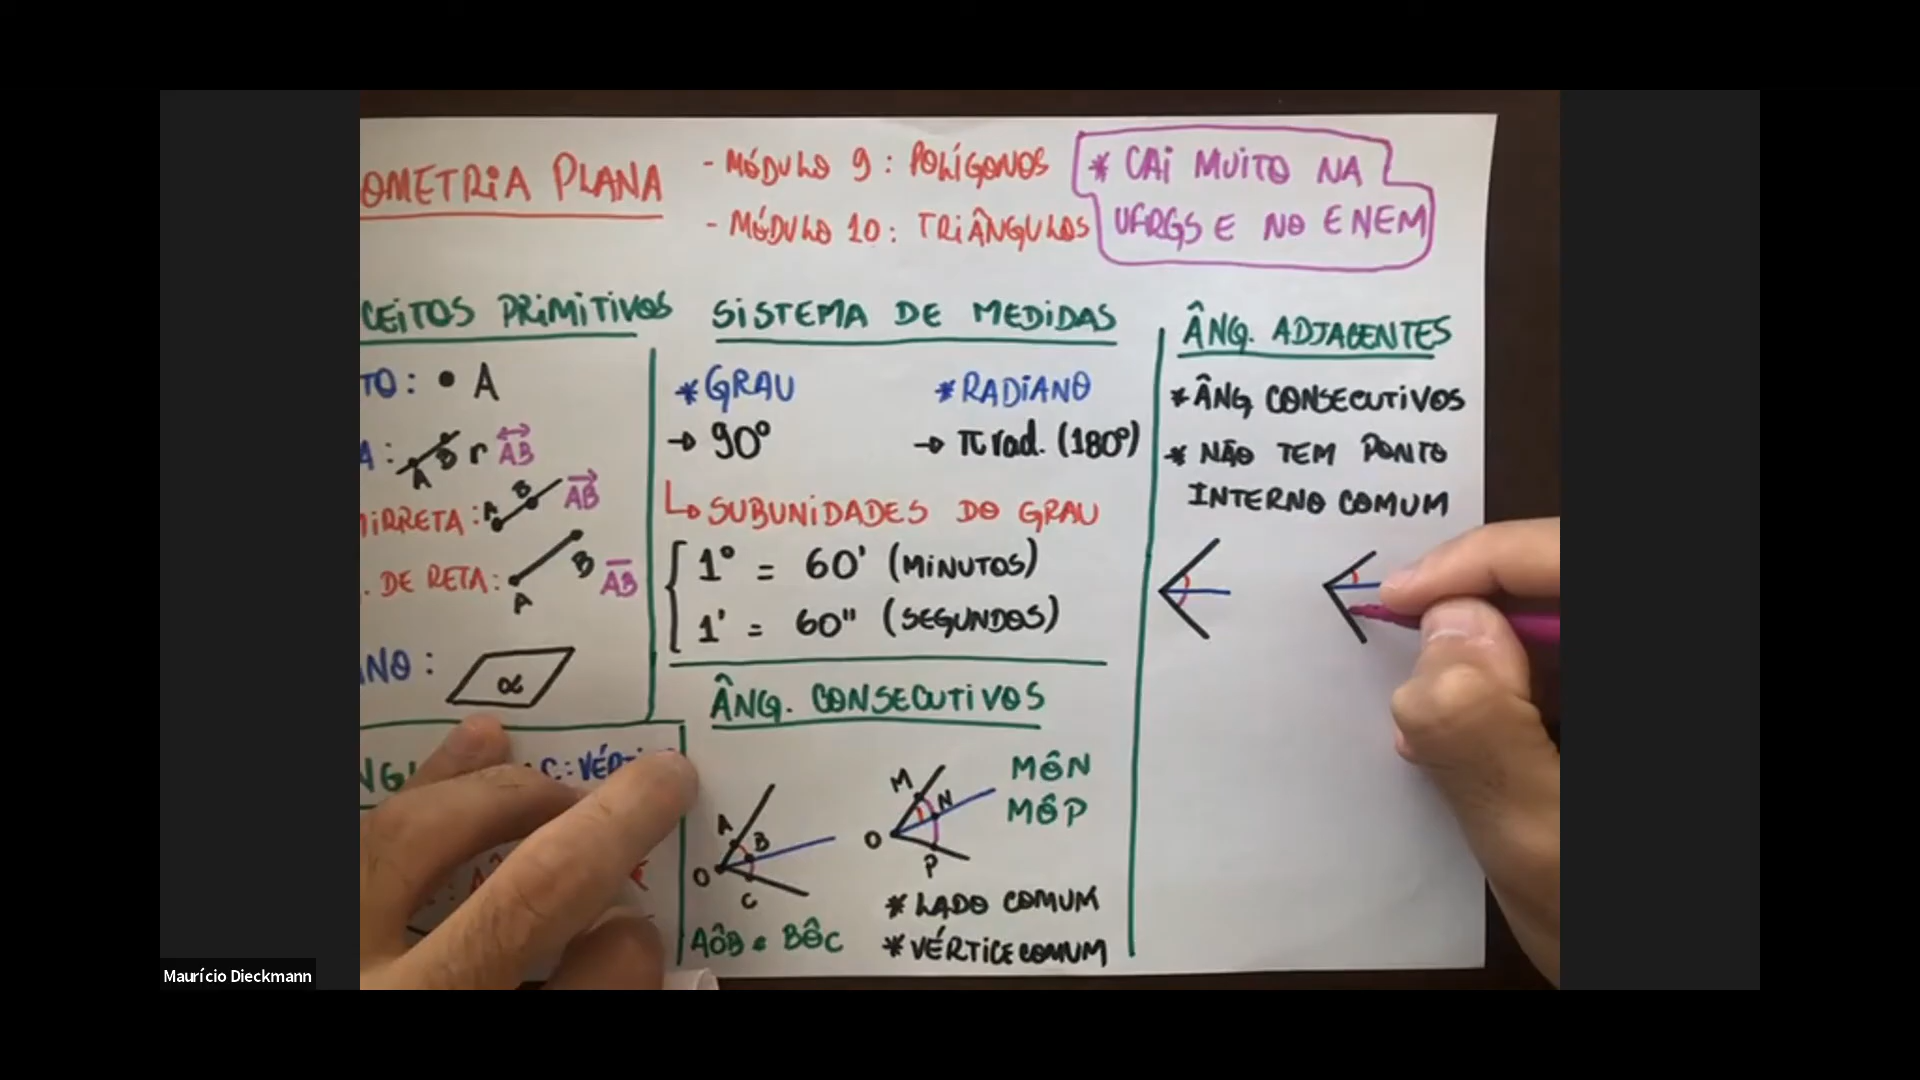 OMETRIA PLANA
- MÓDULO 9 : POLÍGONOS
- MÓDULO 10 : TRIÂNGULOS
* CAI MUITO NA
UFRGS E NO ENEM
CEITOS PRIMITIVOS
TO : • A
A : A B r AB
IRRETA : A B AB
. DE RETA : A B AB
NO : α
C : VÉRT
SISTEMA DE MEDIDAS
* GRAU
→ 90°
* RADIANO
→ π rad. (180°)
↳ SUBUNIDADES DO GRAU
1° = 60' (MINUTOS)
1' = 60" (SEGUNDOS)
ÂNG. CONSECUTIVOS
A B O C
AÔB e BÔC
M N O P
MÔN
MÔP
* LADO COMUM
* VÉRTICE COMUM
ÂNG. ADJACENTES
* ÂNG CONSECUTIVOS
* NÃO TEM PONTO
INTERNO COMUM
Maurício Dieckmann